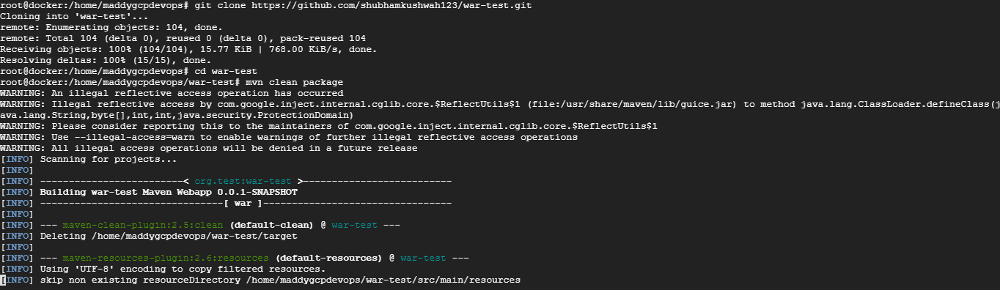 root@docker:/home/maddygcpdevops# git clone https://github.com/shubhamkushwah123/war-test.git
Cloning into 'war-test'...
remote: Enumerating objects: 104, done.
remote: Total 104 (delta 0), reused 0 (delta 0), pack-reused 104
Receiving objects: 100% (104/104), 15.77 KiB | 768.00 KiB/s, done.
Resolving deltas: 100% (15/15), done.
root@docker:/home/maddygcpdevops# cd war-test
root@docker:/home/maddygcpdevops/war-test# mvn clean package
WARNING: An illegal reflective access operation has occurred
WARNING: Illegal reflective access by com.google.inject.internal.cglib.core.$ReflectUtils$1 (file:/usr/share/maven/lib/guice.jar) to method java.lang.ClassLoader.defineClass(j
ava.lang.String,byte[],int,int,java.security.ProtectionDomain)
WARNING: Please consider reporting this to the maintainers of com.google.inject.internal.cglib.core.$ReflectUtils$1
WARNING: Use --illegal-access=warn to enable warnings of further illegal reflective access operations
WARNING: All illegal access operations will be denied in a future release
[INFO] Scanning for projects...
[INFO]
[INFO] -------------------------< org.test:war-test >--------------------------
[INFO] Building war-test Maven Webapp 0.0.1-SNAPSHOT
[INFO] --------------------------------[ war ]---------------------------------
[INFO]
[INFO] --- maven-clean-plugin:2.5:clean (default-clean) @ war-test ---
[INFO] Deleting /home/maddygcpdevops/war-test/target
[INFO]
[INFO] --- maven-resources-plugin:2.6:resources (default-resources) @ war-test ---
[INFO] Using 'UTF-8' encoding to copy filtered resources.
[INFO] skip non existing resourceDirectory /home/maddygcpdevops/war-test/src/main/resources